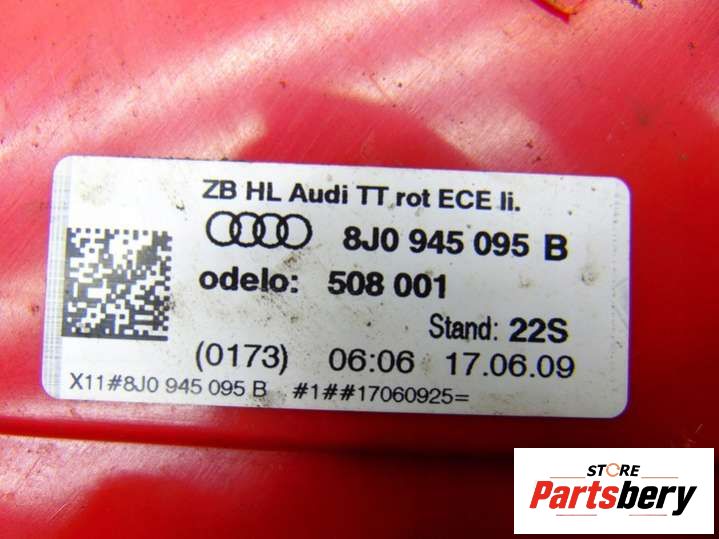 ZB HL Audi TT rot ECE li.
8J0 945 095 B
odelo: 508 001
Stand: 22S
(0173) 06:06 17.06.09
X11#8J0 945 095 B #1##17060925=
STORE
Partsbery